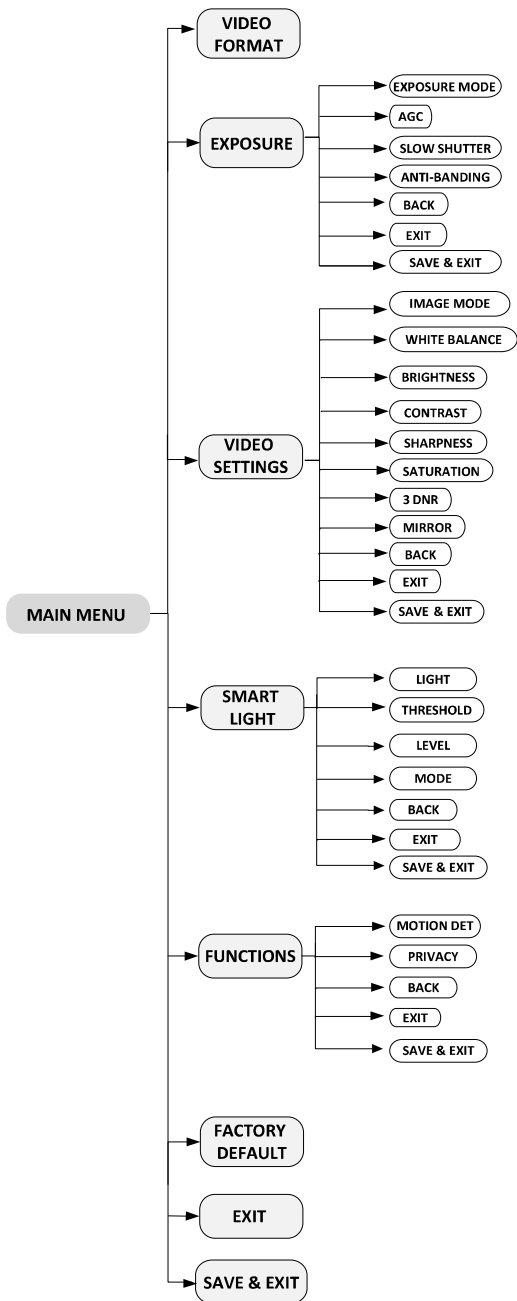 VIDEO
FORMAT
EXPOSURE MODE
AGC
EXPOSURE
SLOW SHUTTER
ANTI-BANDING
BACK
EXIT
SAVE & EXIT
IMAGE MODE
WHITE BALANCE
BRIGHTNESS
CONTRAST
VIDEO
SETTINGS
SHARPNESS
SATURATION
3 DNR
MIRROR
BACK
EXIT
SAVE & EXIT
MAIN MENU
LIGHT
SMART
LIGHT
THRESHOLD
LEVEL
MODE
BACK
EXIT
SAVE & EXIT
MOTION DET
FUNCTIONS
PRIVACY
BACK
EXIT
SAVE & EXIT
FACTORY
DEFAULT
EXIT
SAVE & EXIT